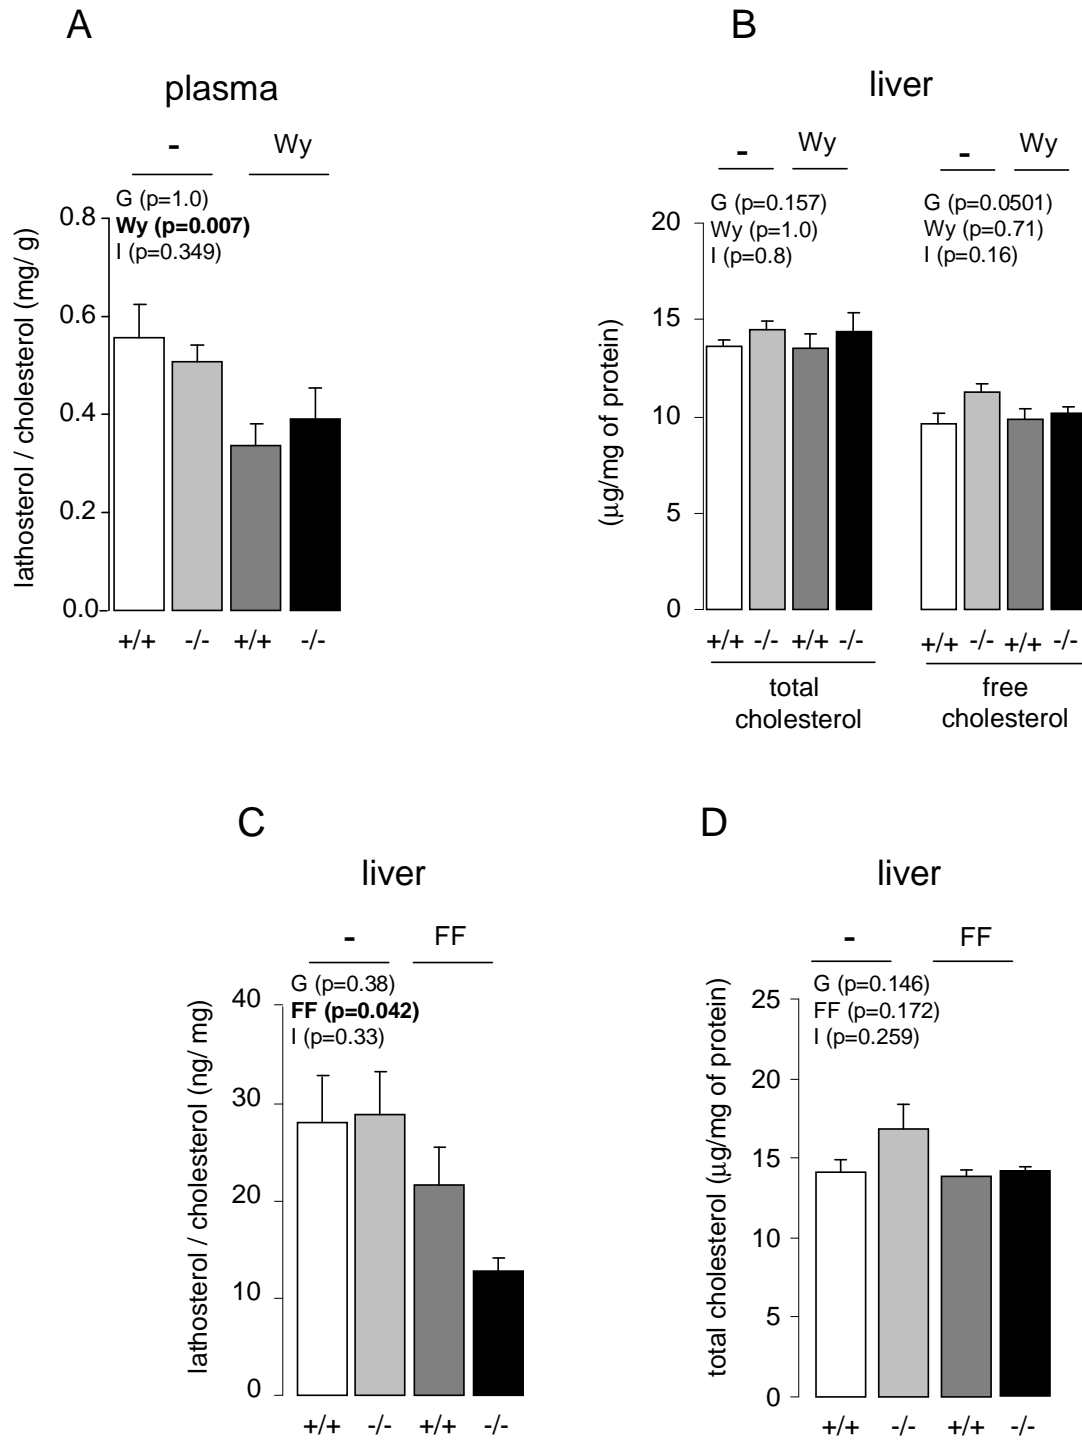 A
plasma
- Wy
G (p=1.0)
Wy (p=0.007)
I (p=0.349)
lathosterol / cholesterol (mg/ g)
0.8
0.6
0.4
0.2
0.0
+/+ -/- +/+ -/-
B
liver
- Wy - Wy
G (p=0.157)
Wy (p=1.0)
I (p=0.8)
G (p=0.0501)
Wy (p=0.71)
I (p=0.16)
(μg/mg of protein)
20
15
10
5
0
+/+ -/- +/+ -/- +/+ -/- +/+ -/-
total
cholesterol
free
cholesterol
C
liver
- FF
G (p=0.38)
FF (p=0.042)
I (p=0.33)
lathosterol / cholesterol (ng/ mg)
40
30
20
10
0
+/+ -/- +/+ -/-
D
liver
- FF
G (p=0.146)
FF (p=0.172)
I (p=0.259)
total cholesterol (μg/mg of protein)
25
20
15
10
5
0
+/+ -/- +/+ -/-